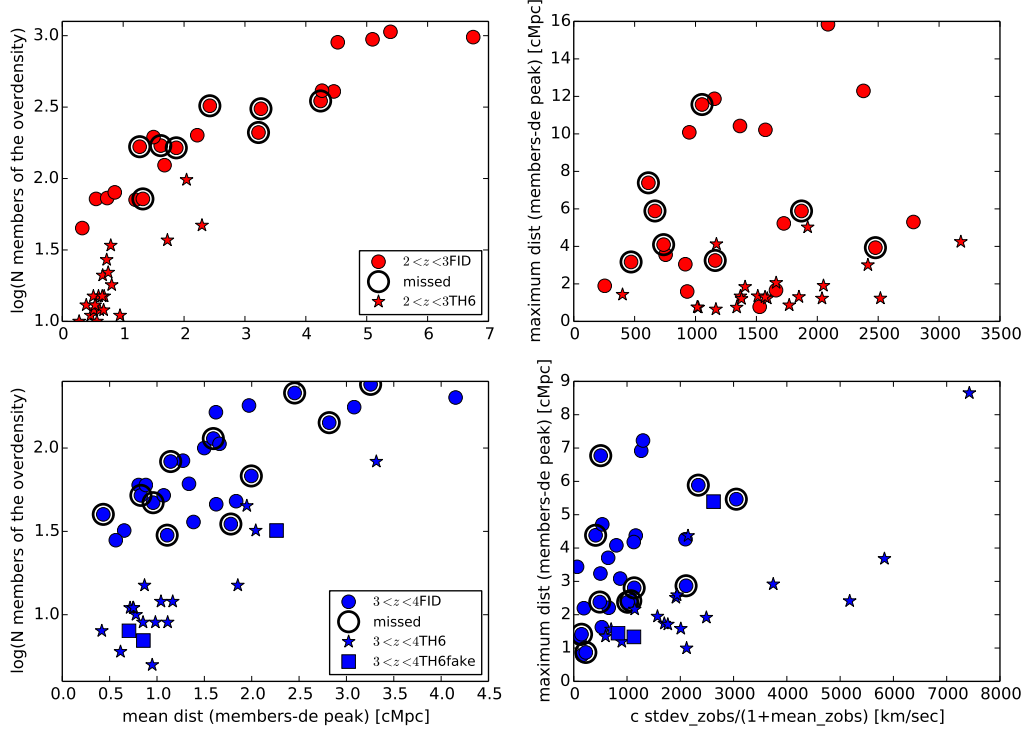 log(N members of the overdensity)
3.0
2.5
2.0
1.5
1.0
0 1 2 3 4 5 6 7
2<z<3FID
missed
2<z<3TH6
maximum dist (members-de peak) [cMpc]
16
14
12
10
8
6
4
2
0
0 500 1000 1500 2000 2500 3000 3500
log(N members of the overdensity)
2.0
1.5
1.0
0.0 0.5 1.0 1.5 2.0 2.5 3.0 3.5 4.0 4.5
mean dist (members-de peak) [cMpc]
3<z<4FID
missed
3<z<4TH6
3<z<4TH6fake
maximum dist (members-de peak) [cMpc]
9
8
7
6
5
4
3
2
1
0
0 1000 2000 3000 4000 5000 6000 7000 8000
c stdev_zobs/(1+mean_zobs) [km/sec]